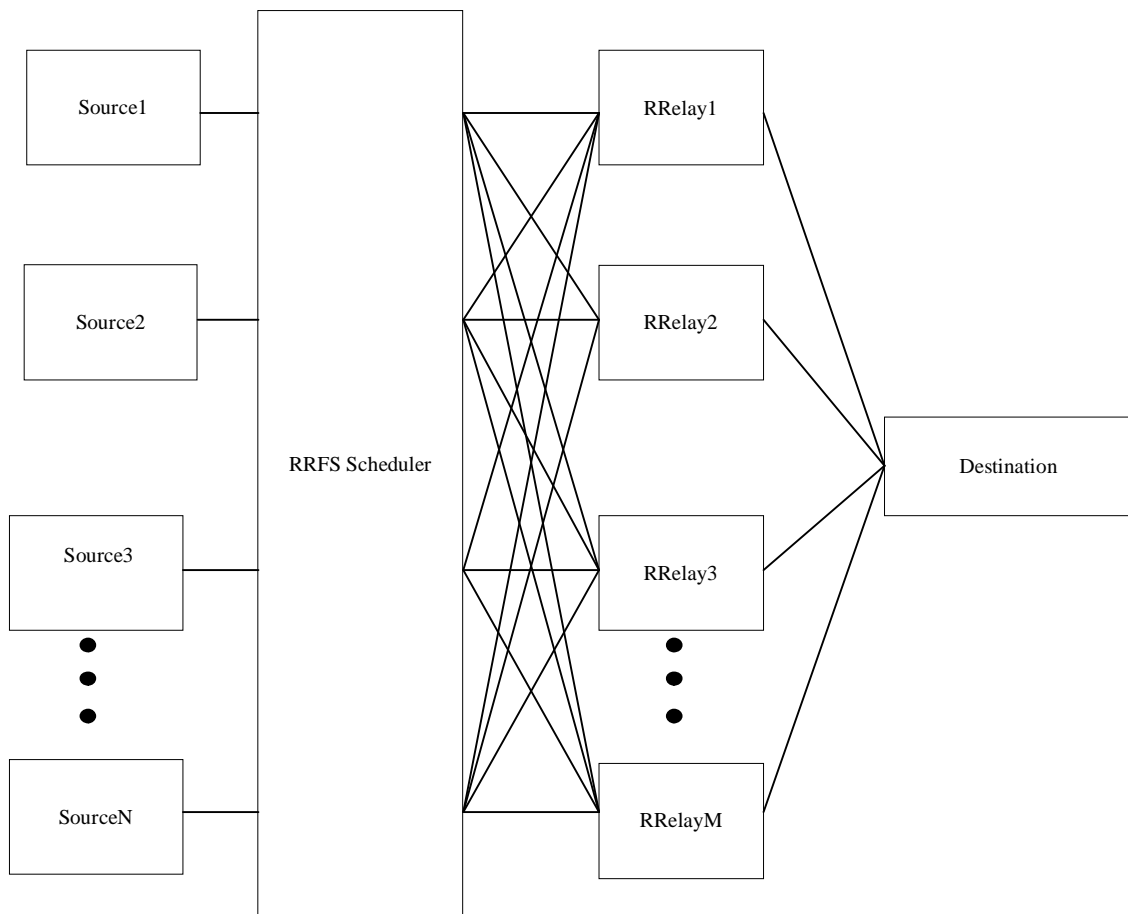 Source1
Source2
Source3
SourceN
RRFS Scheduler
RRelay1
RRelay2
RRelay3
RRelayM
Destination